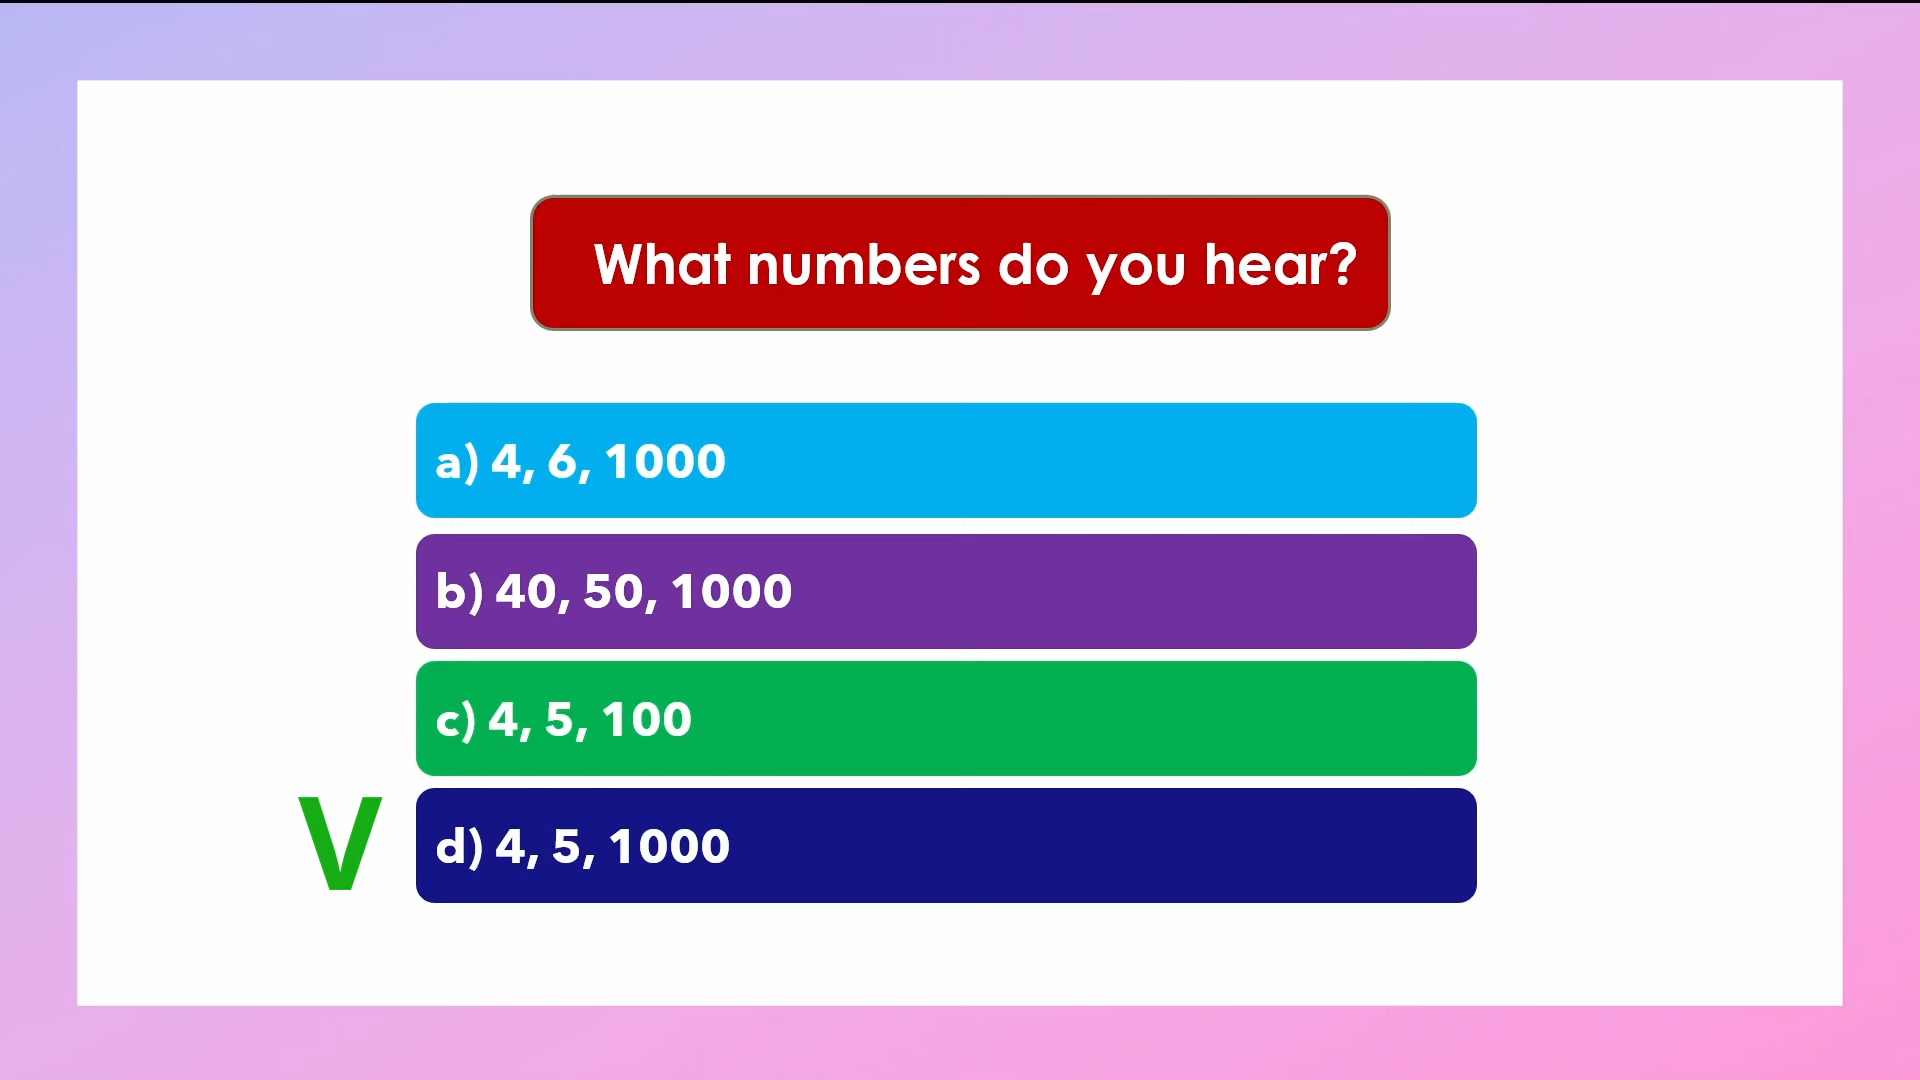 What numbers do you hear?
a) 4, 6, 1000
b) 40, 50, 1000
c) 4, 5, 100
V
d) 4, 5, 1000